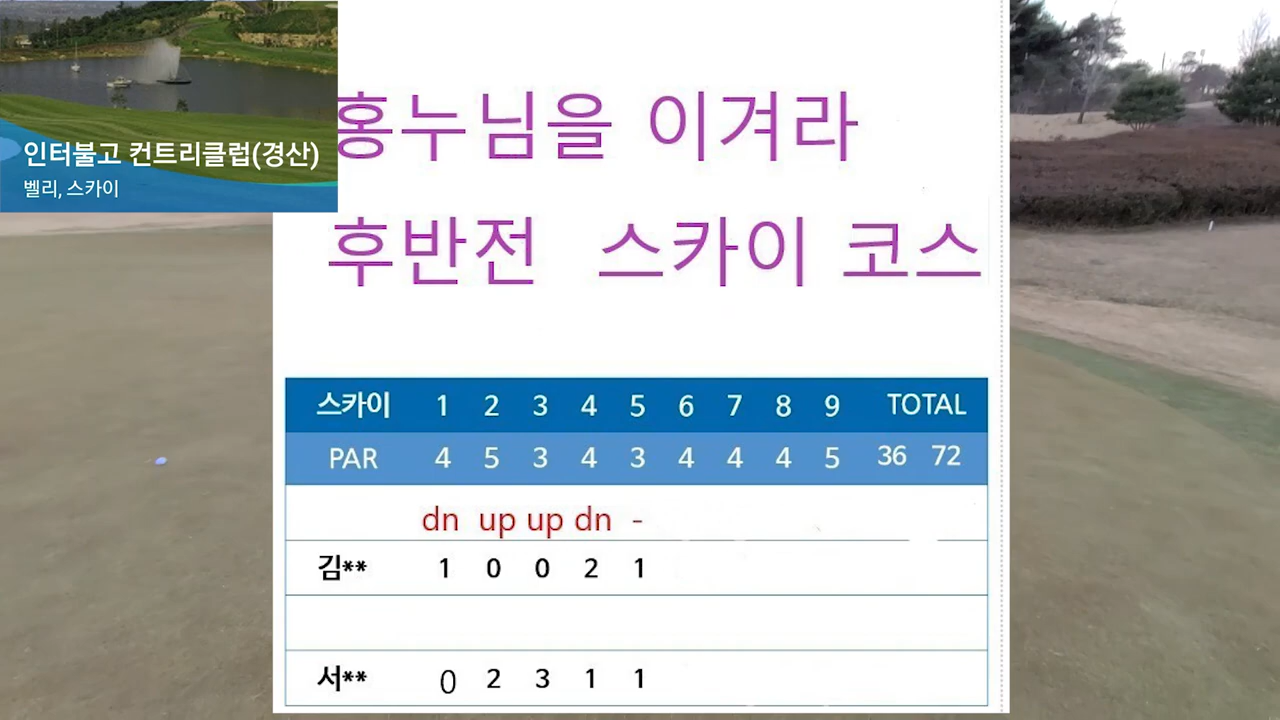 인터불고 컨트리클럽(경산)
벨리, 스카이
홍누님을 이겨라
후반전 스카이 코스
스카이 1 2 3 4 5 6 7 8 9 TOTAL
PAR 4 5 3 4 3 4 4 4 5 36 72
dn up up dn -
김** 1 0 0 2 1
서** 0 2 3 1 1